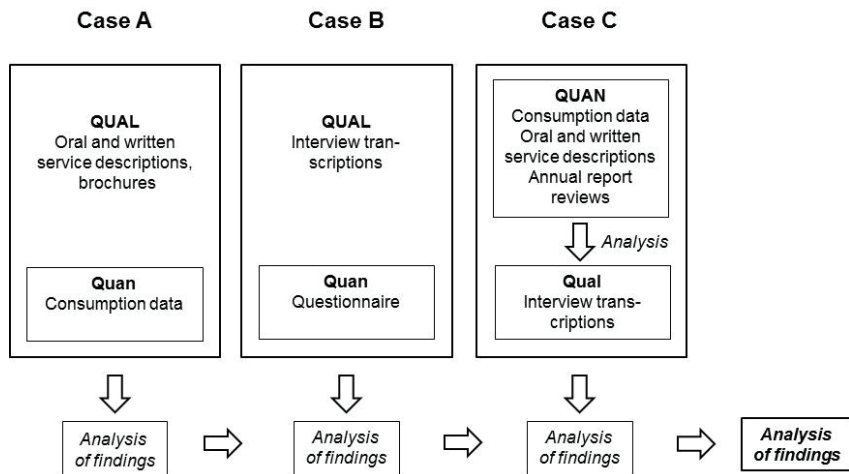 Case A
Case B
Case C
QUAL
Oral and written
service descriptions,
brochures
Quan
Consumption data
QUAL
Interview tran-
scriptions
Quan
Questionnaire
QUAN
Consumption data
Oral and written
service descriptions
Annual report
reviews
Analysis
Qual
Interview trans-
criptions
Analysis
of findings
Analysis
of findings
Analysis
of findings
Analysis
of findings